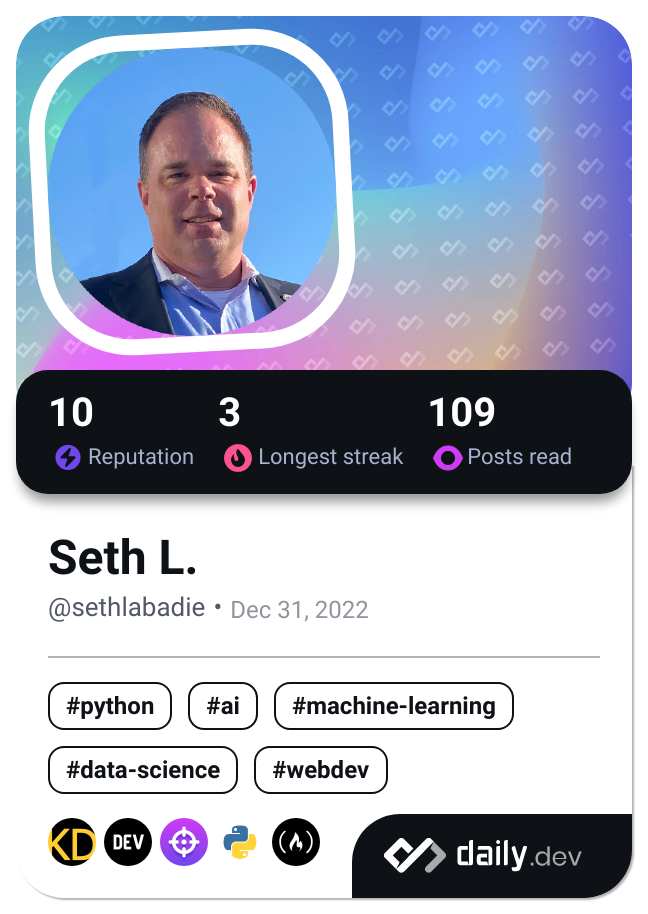 10 3 109
Reputation Longest streak Posts read
Seth L.
@sethlabadie • Dec 31, 2022
#python #ai #machine-learning
#data-science #webdev
KD DEV
daily.dev